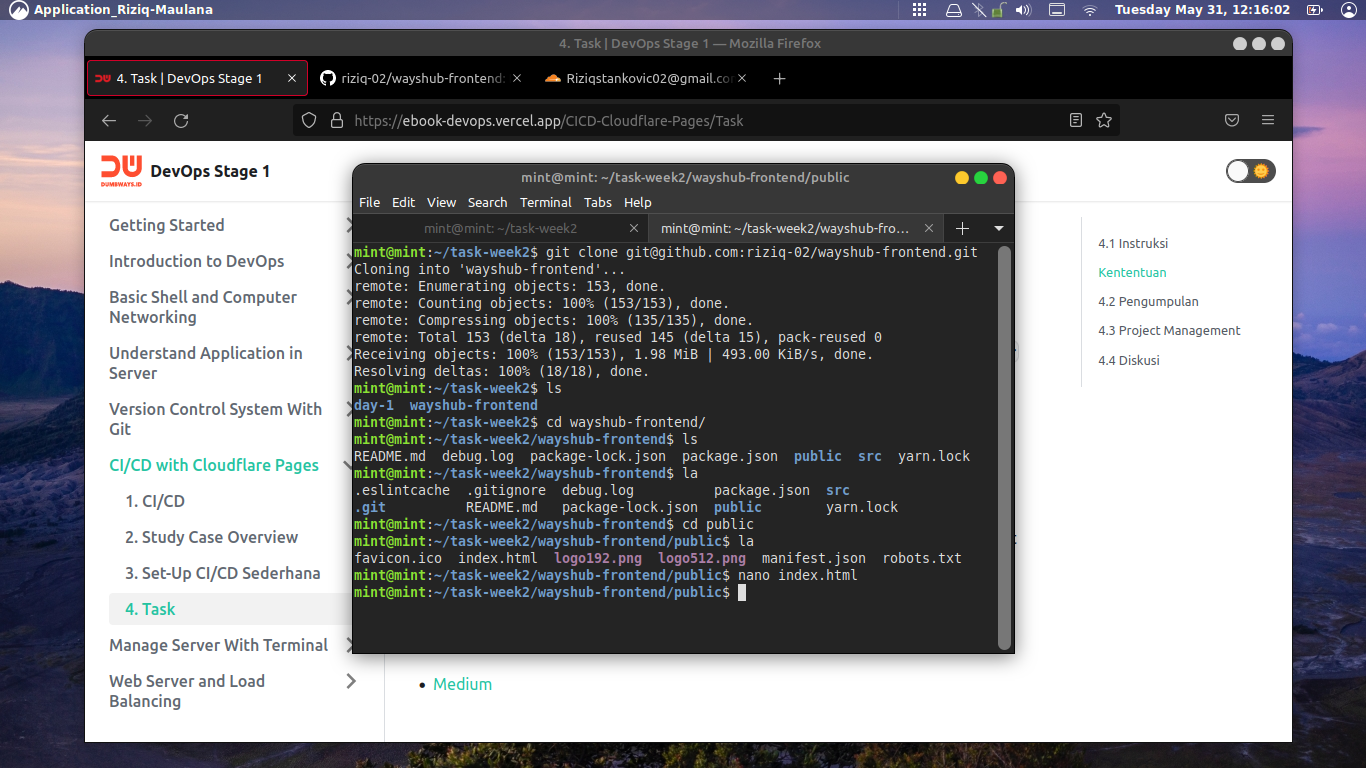 Application_Riziq-Maulana
Tuesday May 31, 12:16:02
4. Task | DevOps Stage 1 — Mozilla Firefox
4. Task | DevOps Stage 1
riziq-02/wayshub-frontend:
Riziqstankovic02@gmail.co
https://ebook-devops.vercel.app/CICD-Cloudflare-Pages/Task
DUMBWAYS.ID
DevOps Stage 1
Getting Started
Introduction to DevOps
Basic Shell and Computer
Networking
Understand Application in
Server
Version Control System With
Git
CI/CD with Cloudflare Pages
1. CI/CD
2. Study Case Overview
3. Set-Up CI/CD Sederhana
4. Task
Manage Server With Terminal
Web Server and Load
Balancing
mint@mint: ~/task-week2/wayshub-frontend/public
File Edit View Search Terminal Tabs Help
mint@mint: ~/task-week2
mint@mint: ~/task-week2/wayshub-fro...
mint@mint:~/task-week2$ git clone git@github.com:riziq-02/wayshub-frontend.git
Cloning into 'wayshub-frontend'...
remote: Enumerating objects: 153, done.
remote: Counting objects: 100% (153/153), done.
remote: Compressing objects: 100% (135/135), done.
remote: Total 153 (delta 18), reused 145 (delta 15), pack-reused 0
Receiving objects: 100% (153/153), 1.98 MiB | 493.00 KiB/s, done.
Resolving deltas: 100% (18/18), done.
mint@mint:~/task-week2$ ls
day-1 wayshub-frontend
mint@mint:~/task-week2$ cd wayshub-frontend/
mint@mint:~/task-week2/wayshub-frontend$ ls
README.md debug.log package-lock.json package.json public src yarn.lock
mint@mint:~/task-week2/wayshub-frontend$ la
.eslintcache .gitignore debug.log package.json src
.git README.md package-lock.json public yarn.lock
mint@mint:~/task-week2/wayshub-frontend$ cd public
mint@mint:~/task-week2/wayshub-frontend/public$ la
favicon.ico index.html logo192.png logo512.png manifest.json robots.txt
mint@mint:~/task-week2/wayshub-frontend/public$ nano index.html
mint@mint:~/task-week2/wayshub-frontend/public$
Medium
4.1 Instruksi
Kententuan
4.2 Pengumpulan
4.3 Project Management
4.4 Diskusi